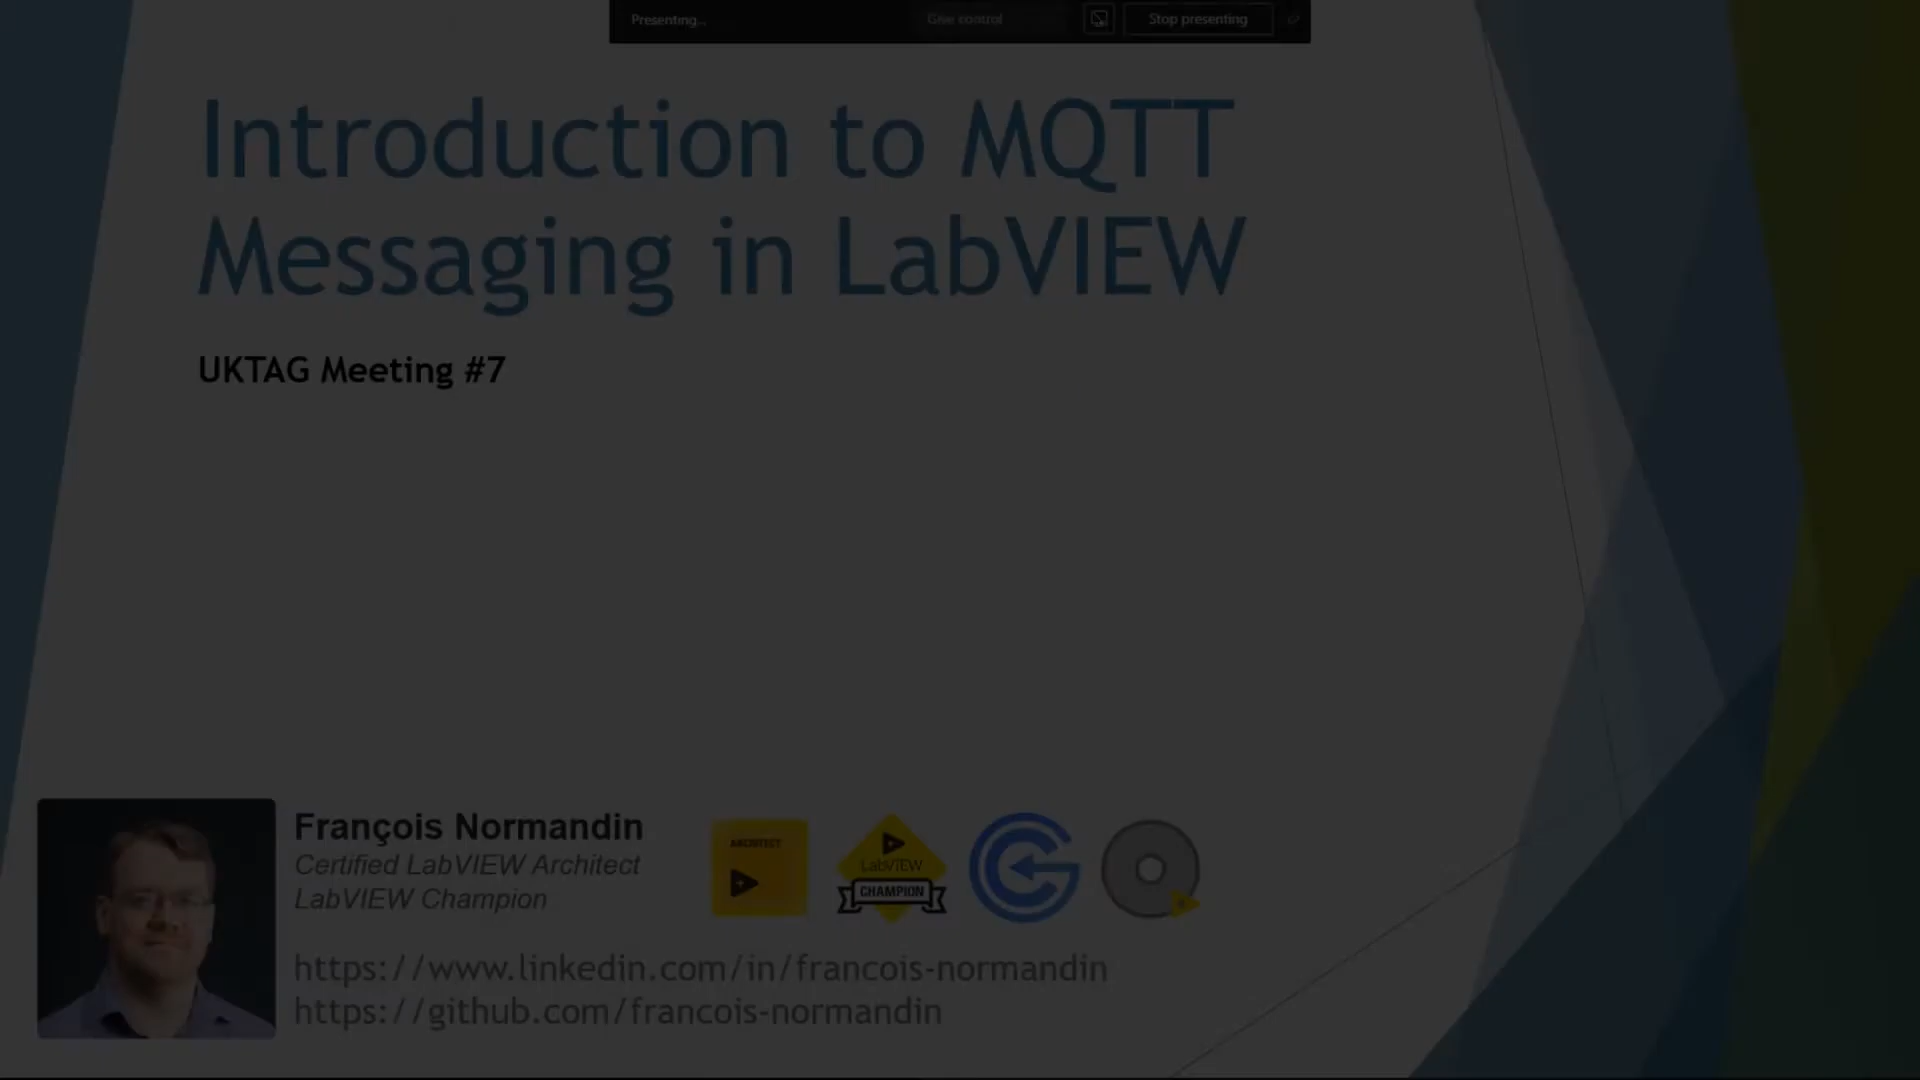 Presenting...
Give control
Stop presenting
Introduction to MQTT
Messaging in LabVIEW
UKTAG Meeting #7
François Normandin
Certified LabVIEW Architect
LabVIEW Champion
ARCHITECT
LabVIEW
CHAMPION
https://www.linkedin.com/in/francois-normandin
https://github.com/francois-normandin